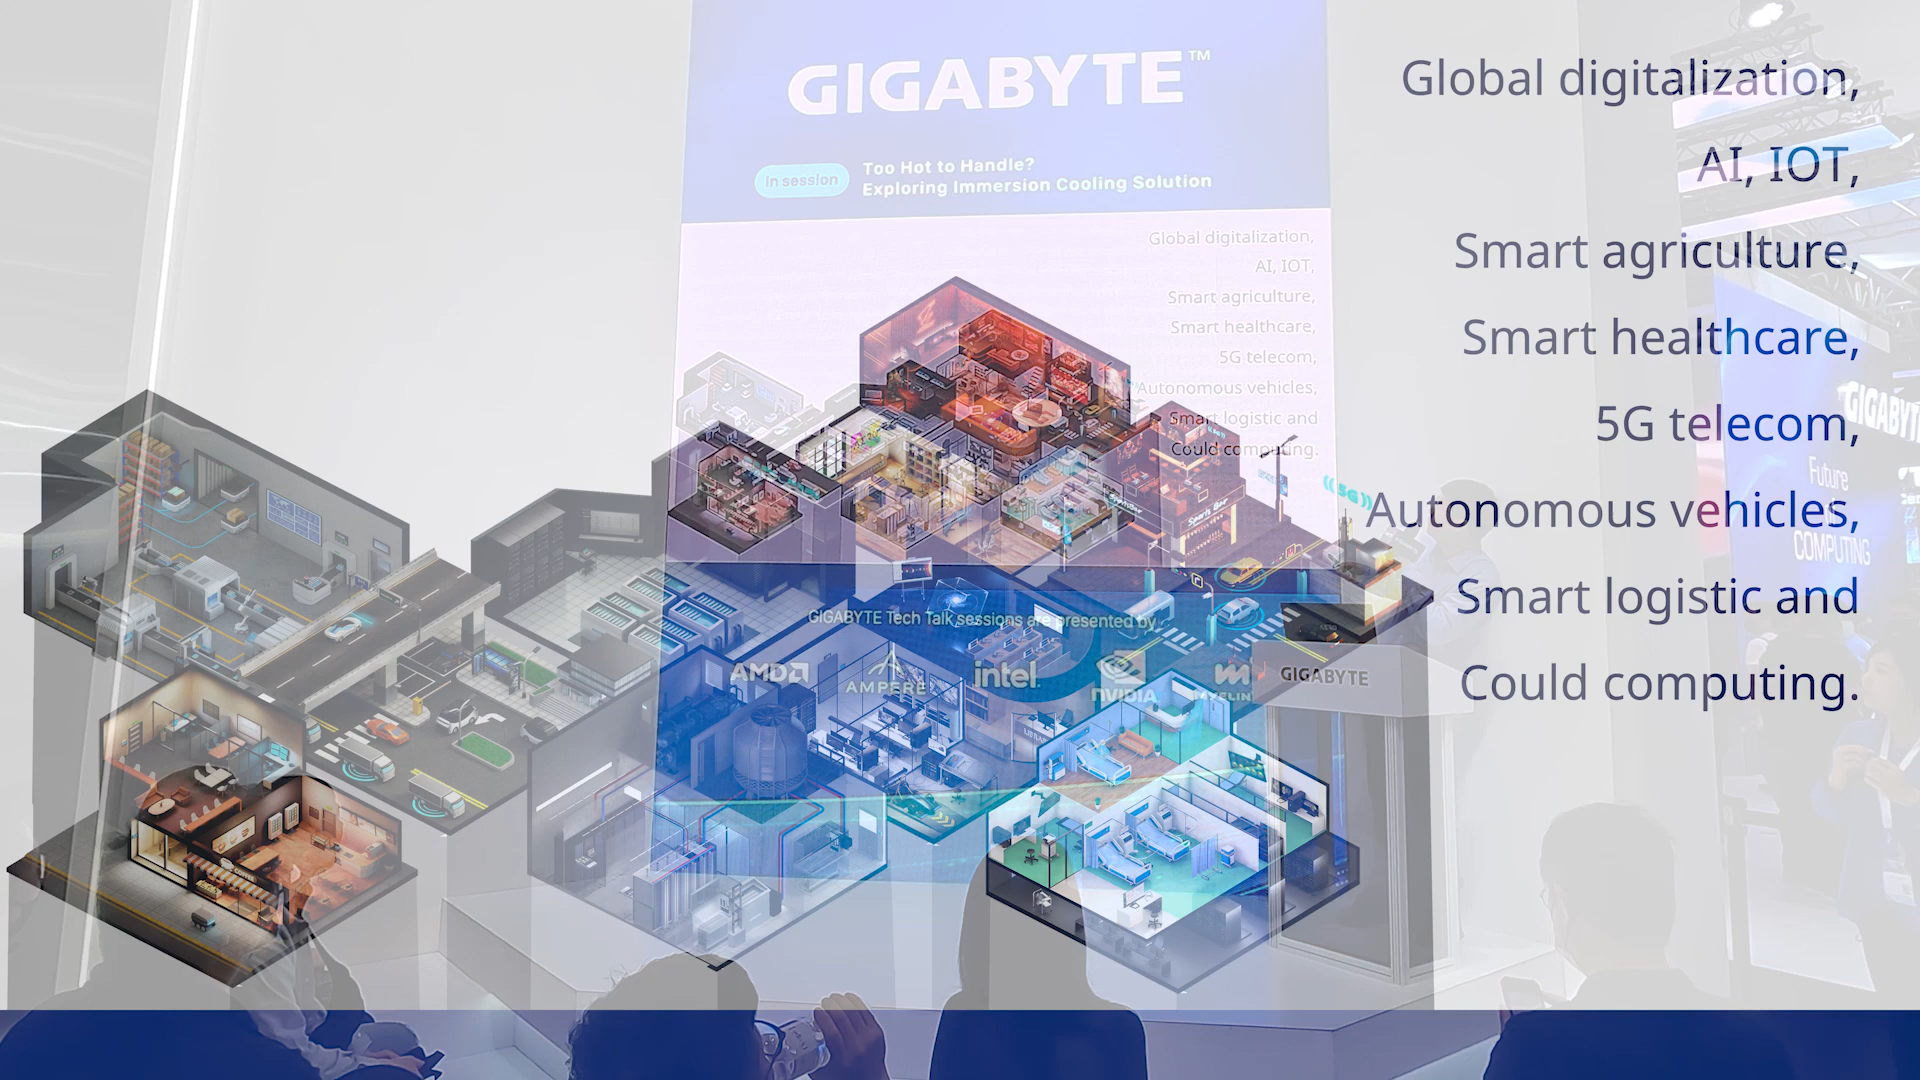 GIGABYTE™
In session
Too Hot to Handle?
Exploring Immersion Cooling Solution
Global digitalization,
AI, IOT,
Smart agriculture,
Smart healthcare,
5G telecom,
Autonomous vehicles,
Smart logistic and
Could computing.
Global digitalization,
AI, IOT,
Smart agriculture,
Smart healthcare,
5G telecom,
Autonomous vehicles,
Smart logistic and
Could computing.
5G
Sports Bar
GIGABYTE Tech Talk sessions are presented by
AMD
AMPERE
intel.
NVIDIA
GIGABYTE
GIGABYTE
Future
COMPUTING